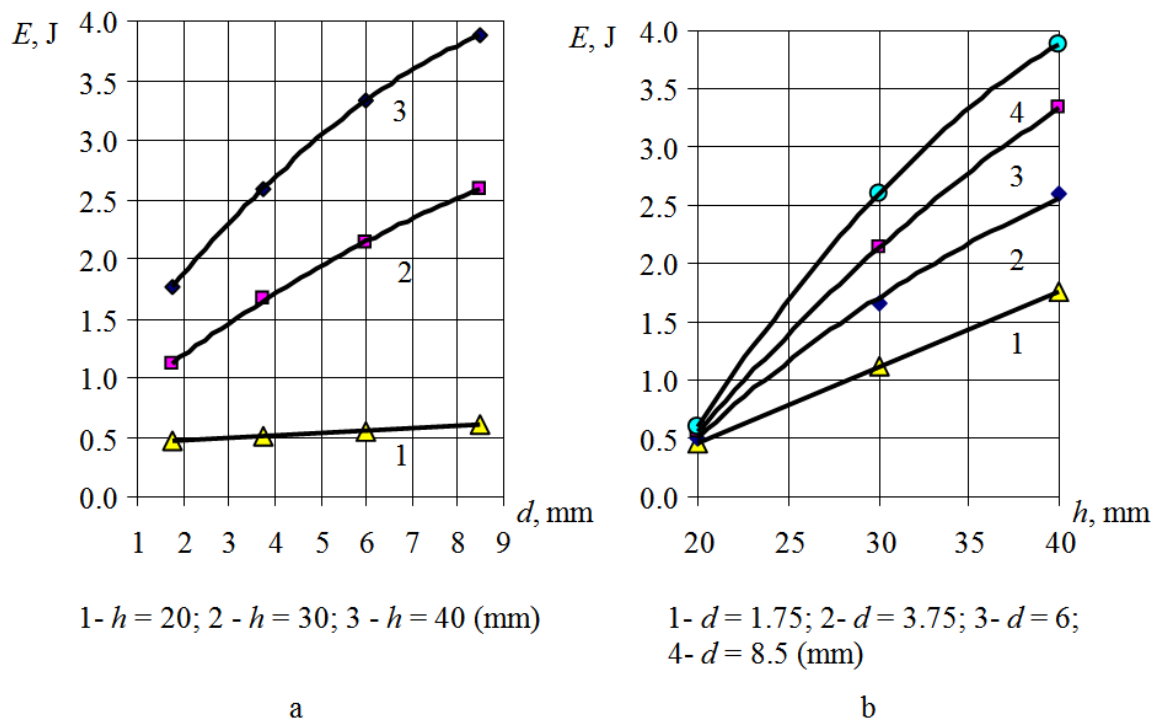 E, J
4.0
3.5
3.0
2.5
2.0
1.5
1.0
0.5
0.0
3
2
1
d, mm
1 2 3 4 5 6 7 8 9
1- h = 20; 2 - h = 30; 3 - h = 40 (mm)
a
E, J
4.0
3.5
3.0
2.5
2.0
1.5
1.0
0.5
0.0
4
3
2
1
h, mm
20 25 30 35 40
1- d = 1.75; 2- d = 3.75; 3- d = 6;
4- d = 8.5 (mm)
b